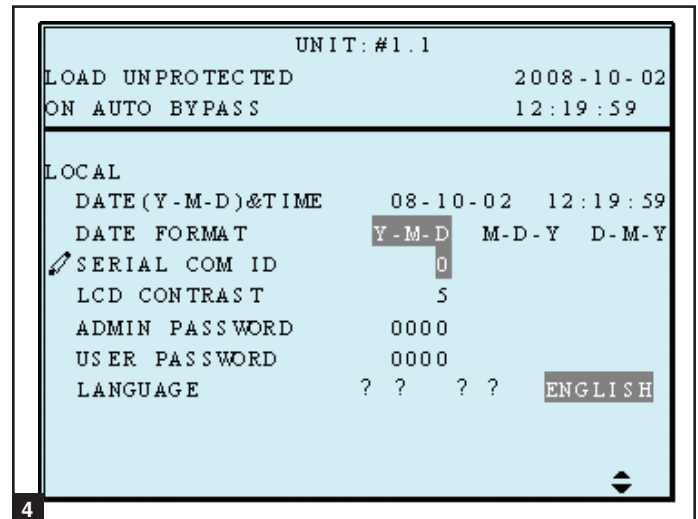 UNIT:#1.1
LOAD UNPROTECTED 2008-10-02
ON AUTO BYPASS 12:19:59
LOCAL
DATE(Y-M-D)&TIME 08-10-02 12:19:59
DATE FORMAT Y-M-D M-D-Y D-M-Y
SERIAL COM ID 0
LCD CONTRAST 5
ADMIN PASSWORD 0000
USER PASSWORD 0000
LANGUAGE ? ? ? ? ENGLISH
4